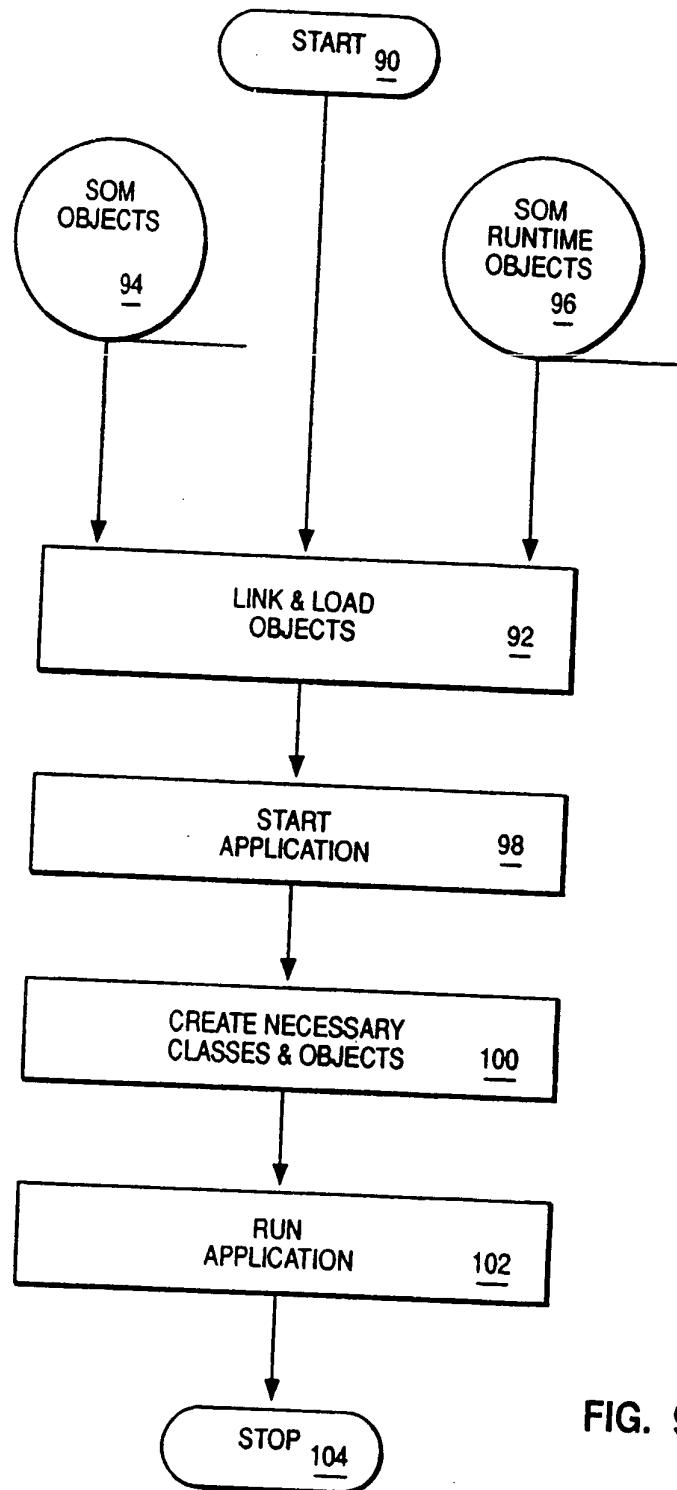 START
90
SOM
OBJECTS
94
SOM
RUNTIME
OBJECTS
96
LINK & LOAD
OBJECTS
92
START
APPLICATION
98
CREATE NECESSARY
CLASSES & OBJECTS
100
RUN
APPLICATION
102
STOP
104
FIG.